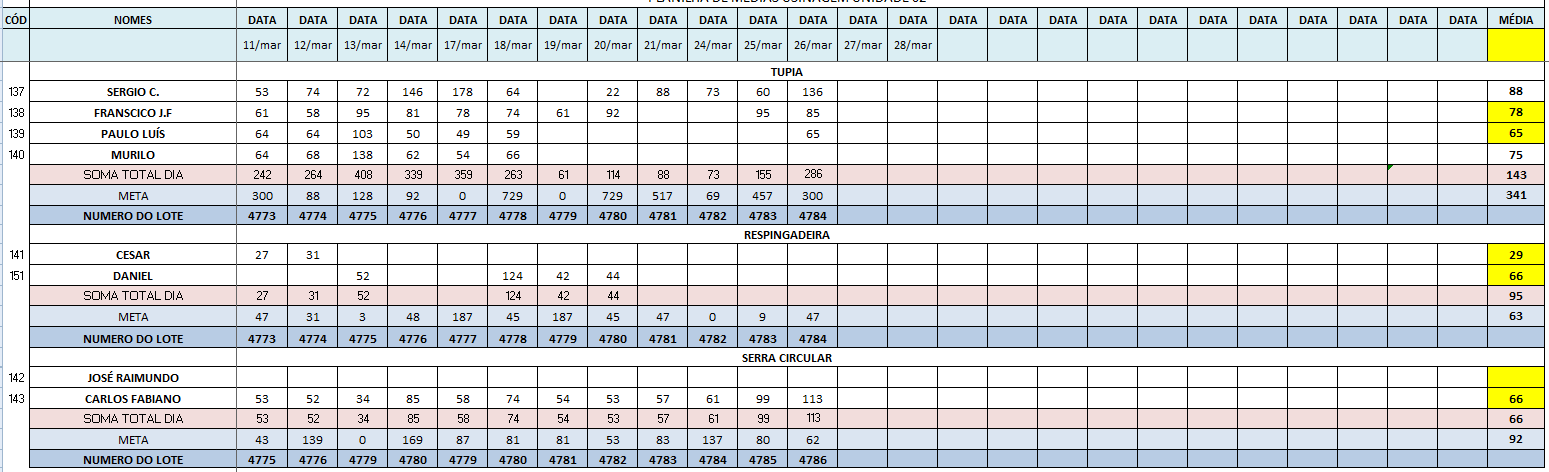 PLANILHA DE MÉDIAS USINAGEM UNIDADE 02
CÓD NOMES DATA DATA DATA DATA DATA DATA DATA DATA DATA DATA DATA DATA DATA DATA DATA DATA DATA DATA DATA DATA DATA DATA DATA DATA DATA MÉDIA
11/mar 12/mar 13/mar 14/mar 17/mar 18/mar 19/mar 20/mar 21/mar 24/mar 25/mar 26/mar 27/mar 28/mar
TUPIA
137 SERGIO C. 53 74 72 146 178 64 22 88 73 60 136 88
138 FRANSCICO J.F 61 58 95 81 78 74 61 92 95 85 78
139 PAULO LUÍS 64 64 103 50 49 59 65 65
140 MURILO 64 68 138 62 54 66 75
SOMA TOTAL DIA 242 264 408 339 359 263 61 114 88 73 155 286 143
META 300 88 128 92 0 729 0 729 517 69 457 300 341
NUMERO DO LOTE 4773 4774 4775 4776 4777 4778 4779 4780 4781 4782 4783 4784
RESPINGADEIRA
141 CESAR 27 31 29
151 DANIEL 52 124 42 44 66
SOMA TOTAL DIA 27 31 52 124 42 44 95
META 47 31 3 48 187 45 187 45 47 0 9 47 63
NUMERO DO LOTE 4773 4774 4775 4776 4777 4778 4779 4780 4781 4782 4783 4784
SERRA CIRCULAR
142 JOSÉ RAIMUNDO
143 CARLOS FABIANO 53 52 34 85 58 74 54 53 57 61 99 113 66
SOMA TOTAL DIA 53 52 34 85 58 74 54 53 57 61 99 113 66
META 43 139 0 169 87 81 81 53 83 137 80 62 92
NUMERO DO LOTE 4775 4776 4779 4780 4779 4780 4781 4782 4783 4784 4785 4786